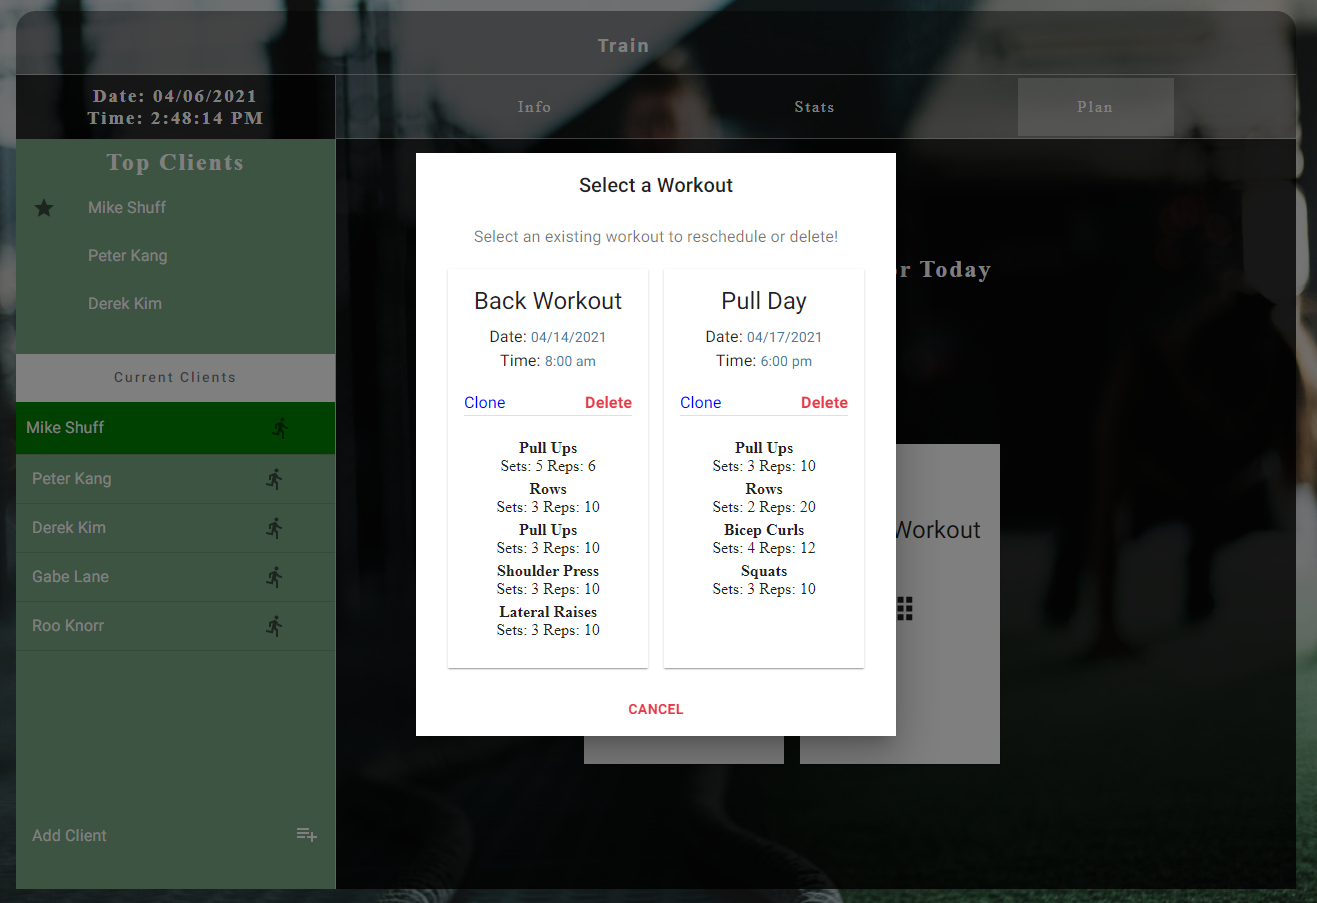 Train
Date: 04/06/2021
Time: 2:48:14 PM
Info
Stats
Plan
Top Clients
Mike Shuff
Peter Kang
Derek Kim
Current Clients
Mike Shuff
Peter Kang
Derek Kim
Gabe Lane
Roo Knorr
Add Client
Today
Workout
Select a Workout
Select an existing workout to reschedule or delete!
Back Workout
Date: 04/14/2021
Time: 8:00 am
Clone Delete
Pull Ups
Sets: 5 Reps: 6
Rows
Sets: 3 Reps: 10
Pull Ups
Sets: 3 Reps: 10
Shoulder Press
Sets: 3 Reps: 10
Lateral Raises
Sets: 3 Reps: 10
Pull Day
Date: 04/17/2021
Time: 6:00 pm
Clone Delete
Pull Ups
Sets: 3 Reps: 10
Rows
Sets: 2 Reps: 20
Bicep Curls
Sets: 4 Reps: 12
Squats
Sets: 3 Reps: 10
CANCEL